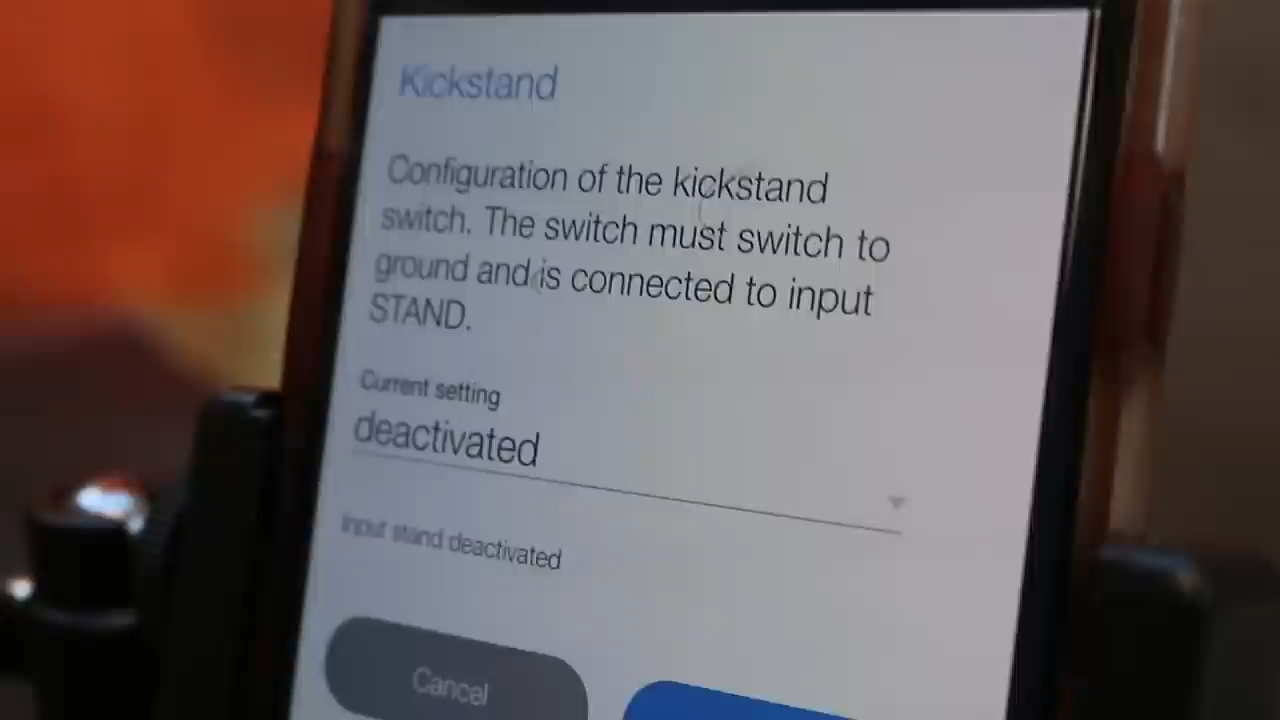 Kickstand
Configuration of the kickstand
switch. The switch must switch to
ground and is connected to input
STAND.
Current setting
deactivated
Input stand deactivated
Cancel